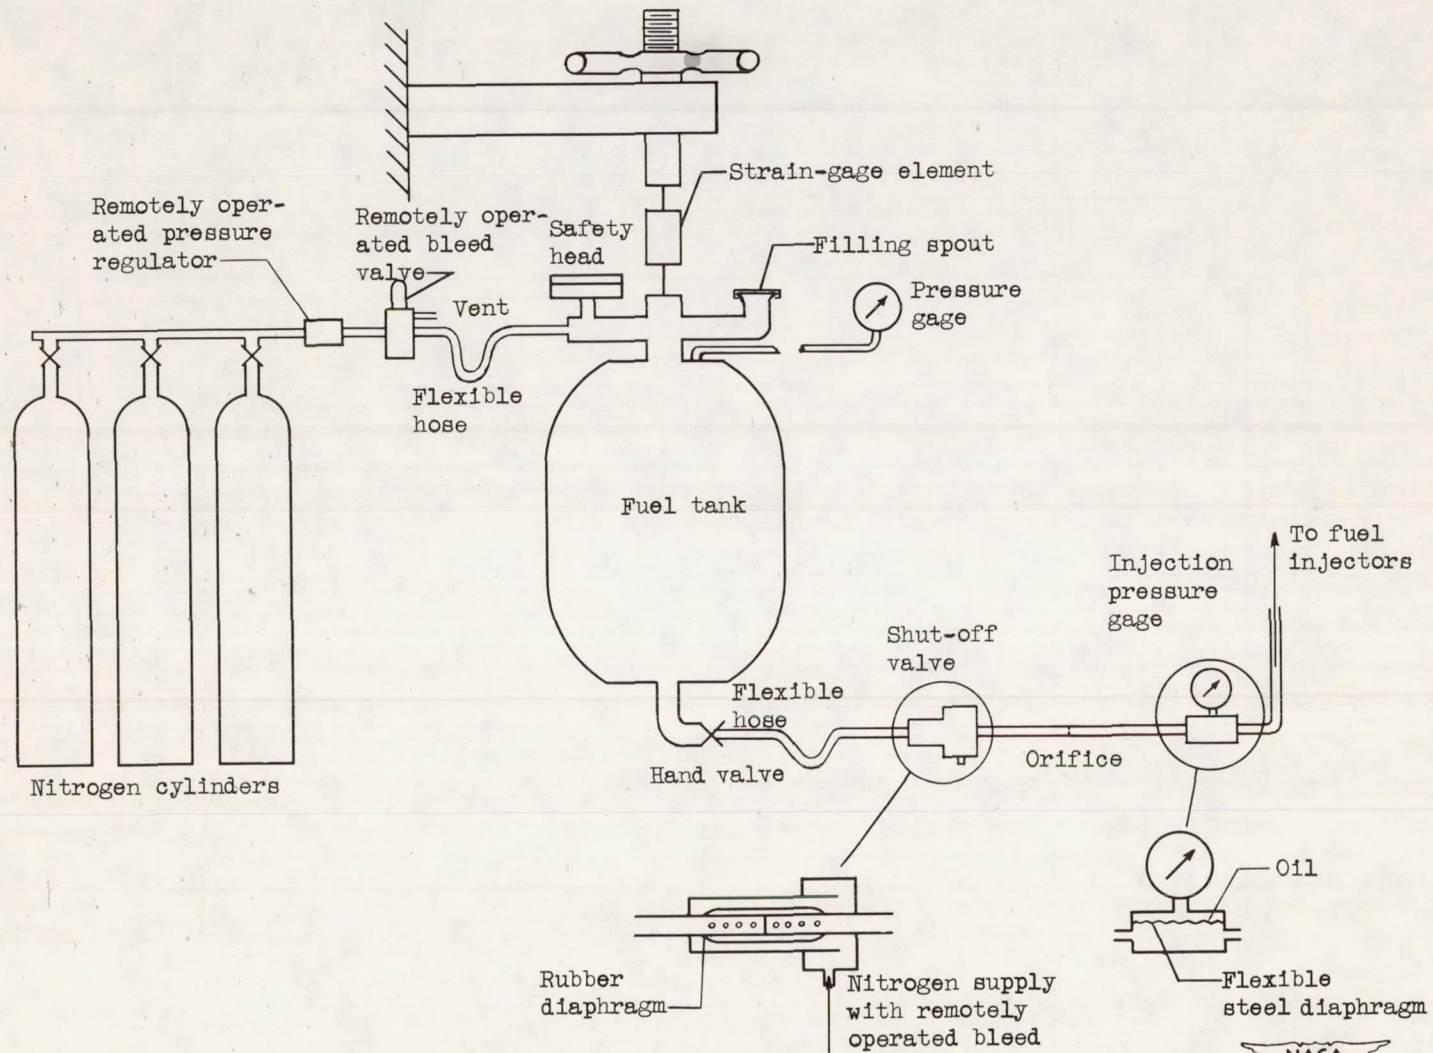 Strain-gage element
Remotely oper-
ated pressure
regulator
Remotely oper-
ated bleed
valve
Safety
head
Filling spout
Vent
Pressure
gage
Flexible
hose
Fuel tank
To fuel
injectors
Injection
pressure
gage
Shut-off
valve
Flexible
hose
Hand valve
Orifice
Nitrogen cylinders
Oil
Rubber
diaphragm
Nitrogen supply
with remotely
operated bleed
Flexible
steel diaphragm
NACA